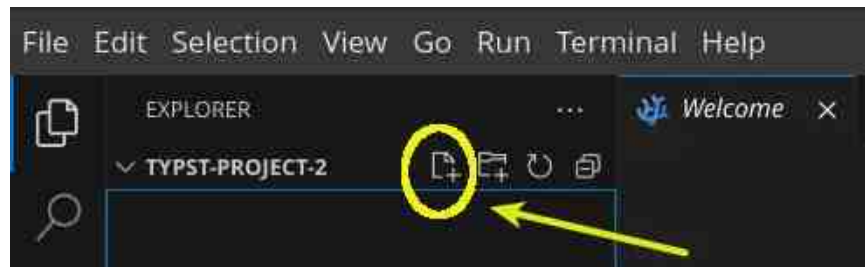 File Edit Selection View Go Run Terminal Help
EXPLORER
Welcome
TYPST-PROJECT-2